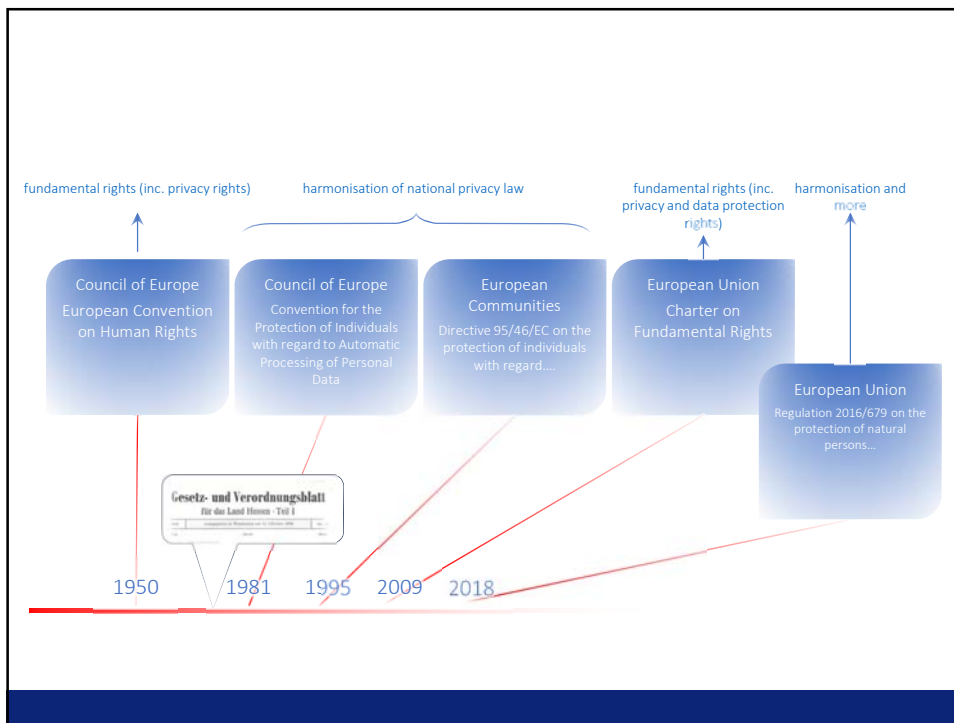 fundamental rights (inc. privacy rights)
harmonisation of national privacy law
fundamental rights (inc.
privacy and data protection
rights)
harmonisation and
more
Council of Europe
European Convention
on Human Rights
Council of Europe
Convention for the
Protection of Individuals
with regard to Automatic
Processing of Personal
Data
European
Communities
Directive 95/46/EC on the
protection of individuals
with regard....
European Union
Charter on
Fundamental Rights
European Union
Regulation 2016/679 on the
protection of natural
persons...
Gesetz- und Verordnungsblatt
für das Land Hessen · Teil I
1950
1981
1995
2009
2018